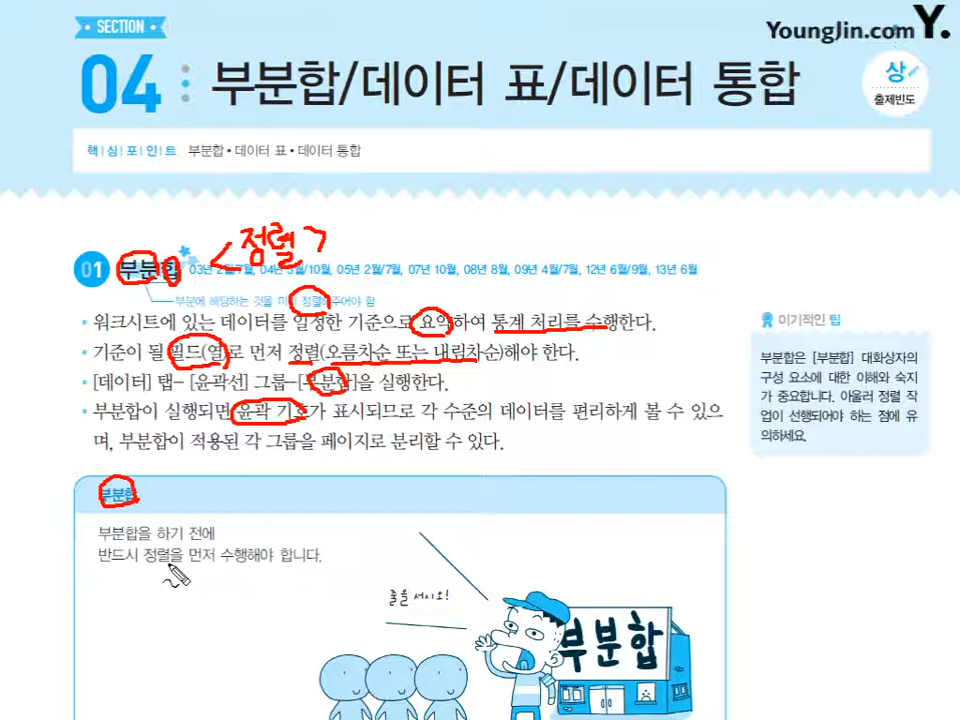 SECTION
YoungJin.com Y.
04 부분합/데이터 표/데이터 통합
상
출제빈도
핵|심|포|인|트 부분합 • 데이터 표 • 데이터 통합
<정렬>
01 부분합 03년 2월/7월, 04년 5월/10월, 05년 2월/7월, 07년 10월, 08년 8월, 09년 4월/7월, 12년 6월/9월, 13년 6월
부분에 해당하는 것을 미리 정렬해주어야 함
• 워크시트에 있는 데이터를 일정한 기준으로 요약하여 통계 처리를 수행한다.
• 기준이 될 필드(열)로 먼저 정렬(오름차순 또는 내림차순)해야 한다.
• [데이터] 탭-[윤곽선] 그룹-[부분합]을 실행한다.
• 부분합이 실행되면 윤곽 기호가 표시되므로 각 수준의 데이터를 편리하게 볼 수 있으
며, 부분합이 적용된 각 그룹을 페이지로 분리할 수 있다.
이기적인 팁
부분합은 [부분합] 대화상자의
구성 요소에 대한 이해와 숙지
가 중요합니다. 아울러 정렬 작
업이 선행되어야 하는 점에 유
의하세요.
부분합
부분합을 하기 전에
반드시 정렬을 먼저 수행해야 합니다.
줄을 서시오!
부분합